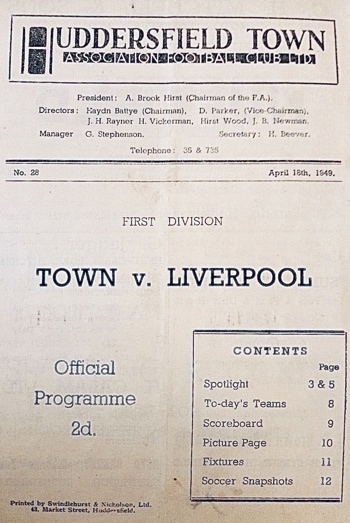 HUDDERSFIELD TOWN
ASSOCIATION FOOTBALL CLUB LTD.
President: A. Brook Hirst (Chairman of the F.A.).
Directors: Haydn Battye (Chairman), D. Parker, (Vice-Chairman),
J. H. Rayner H. Vickerman, Hirst Wood, J. B. Newman.
Manager G. Stephenson. Secretary: H. Beever.
Telephone: 35 & 735
No. 28 April 18th, 1949.
FIRST DIVISION
TOWN v. LIVERPOOL
Official
Programme
2d.
CONTENTS
Page
Spotlight 3 & 5
To-day's Teams 8
Scoreboard 9
Picture Page 10
Fixtures 11
Soccer Snapshots 12
Printed by Swindlehurst & Nicholson, Ltd.
43, Market Street, Huddersfield.